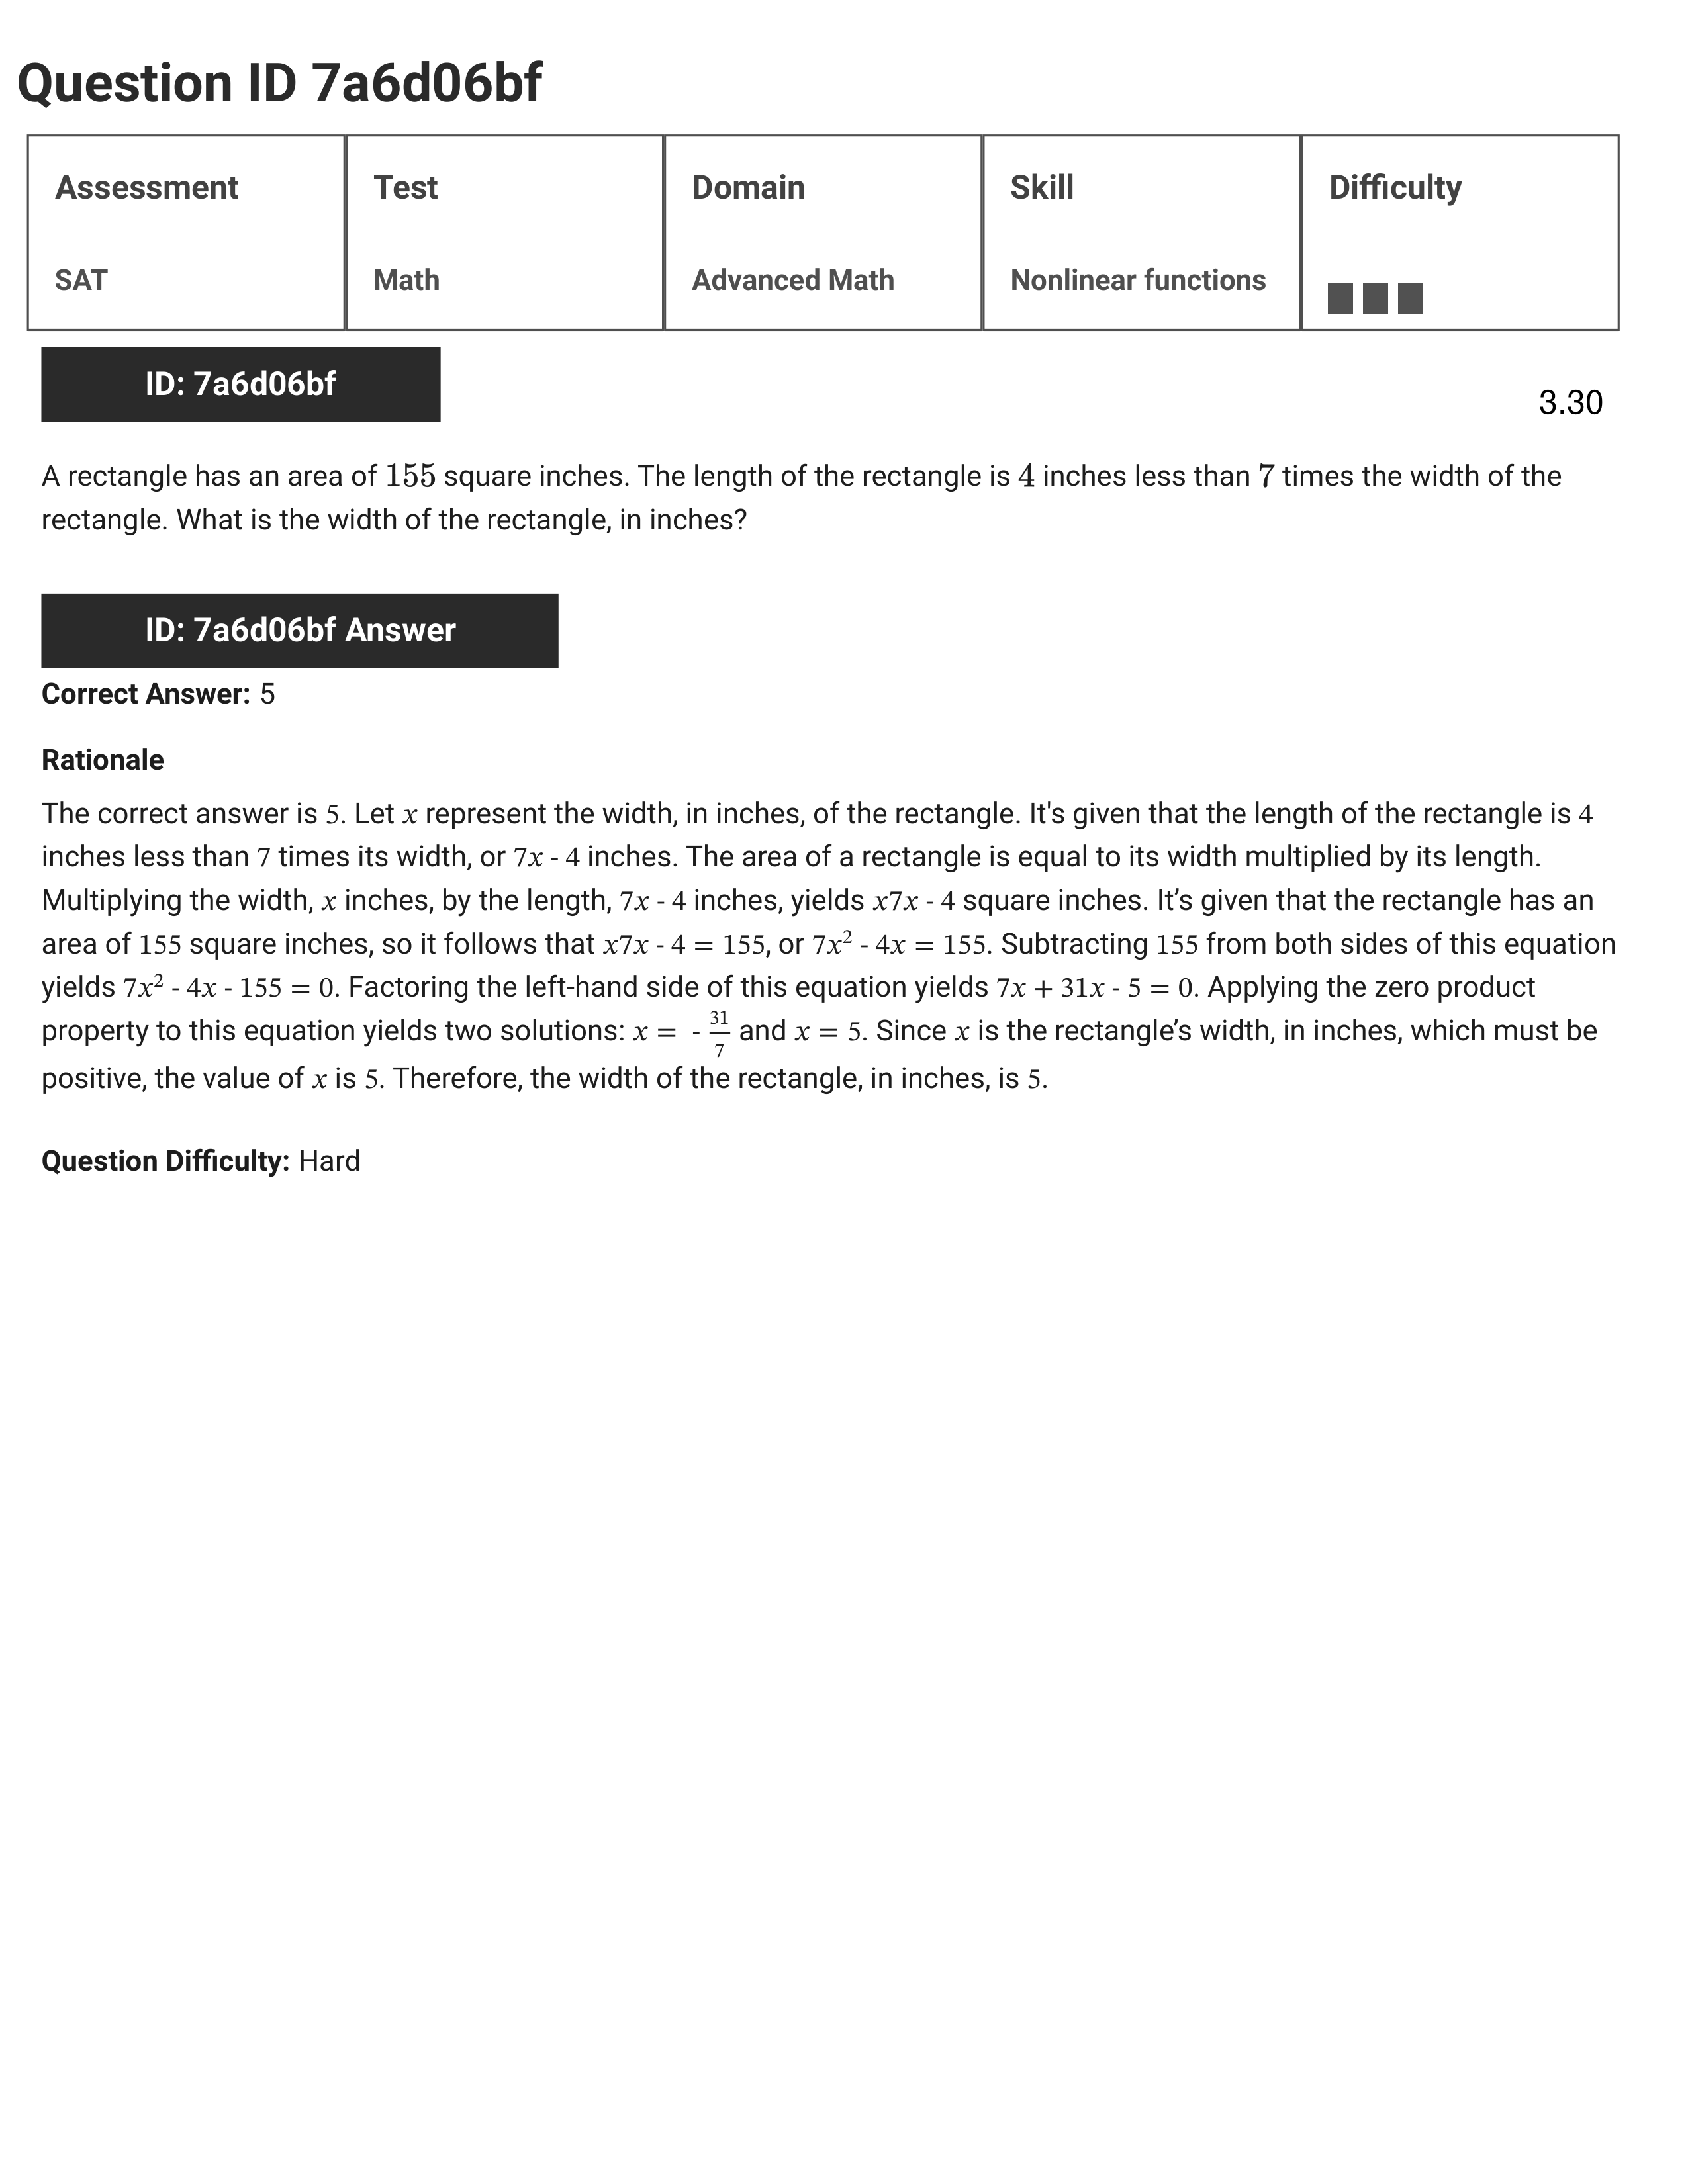 Question ID 7a6d06bf
Assessment Test Domain Skill Difficulty
SAT Math Advanced Math Nonlinear functions
ID: 7a6d06bf
3.30
A rectangle has an area of 155 square inches. The length of the rectangle is 4 inches less than 7 times the width of the
rectangle. What is the width of the rectangle, in inches?
ID: 7a6d06bf Answer
Correct Answer: 5
Rationale
The correct answer is 5. Let x represent the width, in inches, of the rectangle. It's given that the length of the rectangle is 4
inches less than 7 times its width, or 7x - 4 inches. The area of a rectangle is equal to its width multiplied by its length.
Multiplying the width, x inches, by the length, 7x - 4 inches, yields x7x - 4 square inches. It’s given that the rectangle has an
area of 155 square inches, so it follows that x7x - 4 = 155, or 7x² - 4x = 155. Subtracting 155 from both sides of this equation
yields 7x² - 4x - 155 = 0. Factoring the left-hand side of this equation yields 7x + 31x - 5 = 0. Applying the zero product
property to this equation yields two solutions: x = - 31/7 and x = 5. Since x is the rectangle’s width, in inches, which must be
positive, the value of x is 5. Therefore, the width of the rectangle, in inches, is 5.
Question Difficulty: Hard